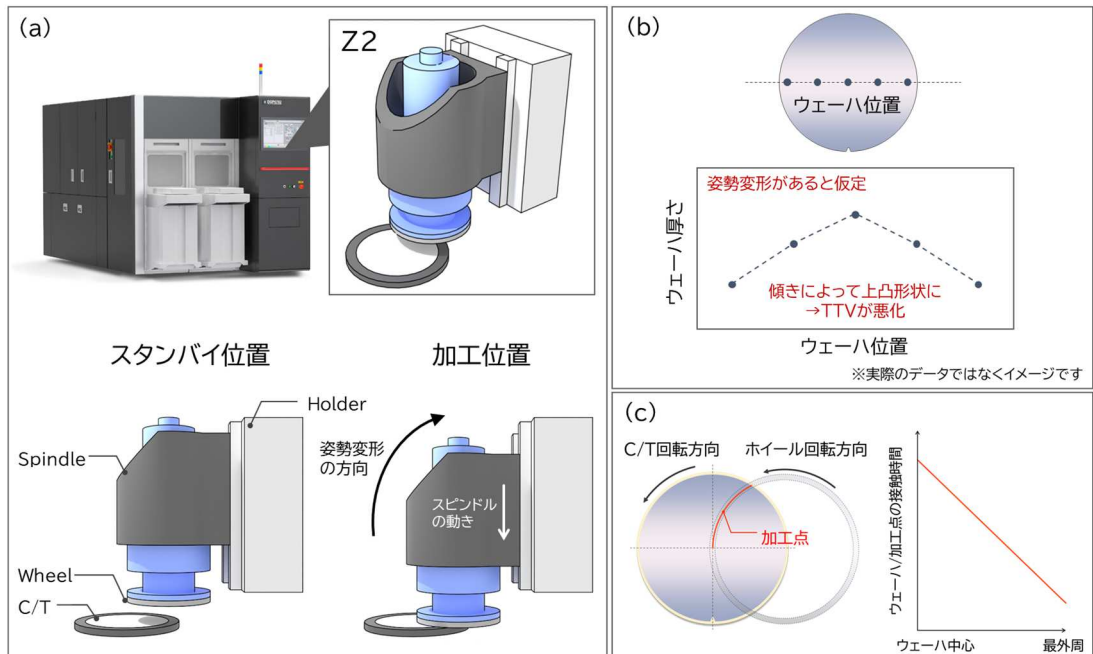 (a)
Z2
スタンバイ位置
加工位置
Holder
姿勢変形
の方向
Spindle
スピンドル
の動き
Wheel
C/T
(b)
ウェーハ位置
姿勢変形があると仮定
ウェーハ厚さ
傾きによって上凸形状に
→TTVが悪化
ウェーハ位置
※実際のデータではなくイメージです
(c)
C/T回転方向
ホイール回転方向
加工点
ウェーハ/加工点の接触時間
ウェーハ中心
最外周